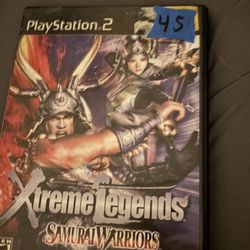 PlayStation 2
45
Xtreme Legends
SAMURAI WARRIORS